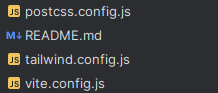 JS postcss.config.js
M↓ README.md
JS tailwind.config.js
JS vite.config.js